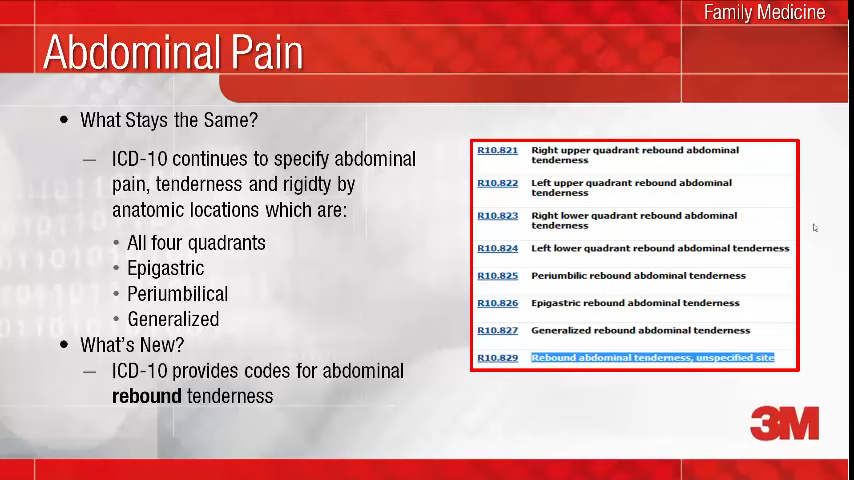 Family Medicine
Abdominal Pain
• What Stays the Same?
– ICD-10 continues to specify abdominal
pain, tenderness and rigidty by
anatomic locations which are:
• All four quadrants
• Epigastric
• Periumbilical
• Generalized
• What's New?
– ICD-10 provides codes for abdominal
rebound tenderness
R10.821 Right upper quadrant rebound abdominal
tenderness
R10.822 Left upper quadrant rebound abdominal
tenderness
R10.823 Right lower quadrant rebound abdominal
tenderness
R10.824 Left lower quadrant rebound abdominal tenderness
R10.825 Periumbilic rebound abdominal tenderness
R10.826 Epigastric rebound abdominal tenderness
R10.827 Generalized rebound abdominal tenderness
R10.829 Rebound abdominal tenderness, unspecified site
3M